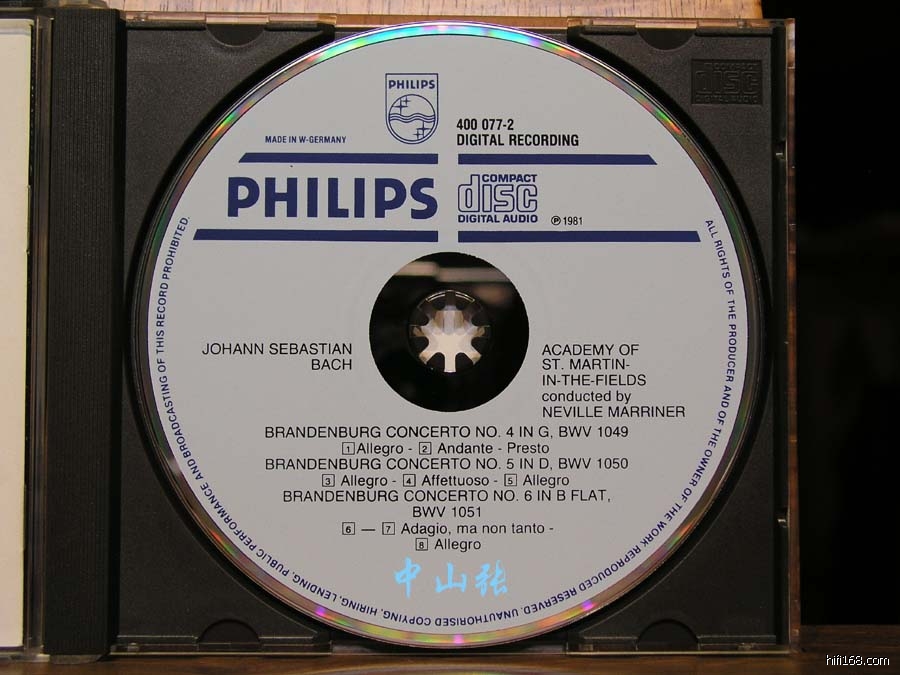 PHILIPS
MADE IN W-GERMANY
400 077-2
DIGITAL RECORDING
PHILIPS
COMPACT
disc
DIGITAL AUDIO
℗ 1981
COMPACT
disc
DIGITAL AUDIO
JOHANN SEBASTIAN
BACH
ACADEMY OF
ST. MARTIN-
IN-THE-FIELDS
conducted by
NEVILLE MARRINER
BRANDENBURG CONCERTO NO. 4 IN G, BWV 1049
1 Allegro - 2 Andante - Presto
BRANDENBURG CONCERTO NO. 5 IN D, BWV 1050
3 Allegro - 4 Affettuoso - 5 Allegro
BRANDENBURG CONCERTO NO. 6 IN B FLAT,
BWV 1051
6 — 7 Adagio, ma non tanto -
8 Allegro
ALL RIGHTS OF THE PRODUCER AND OF THE OWNER OF THE WORK REPRODUCED RESERVED. UNAUTHORISED COPYING, HIRING, LENDING, PUBLIC PERFORMANCE AND BROADCASTING OF THIS RECORD PROHIBITED.
中山張
hifi168.com